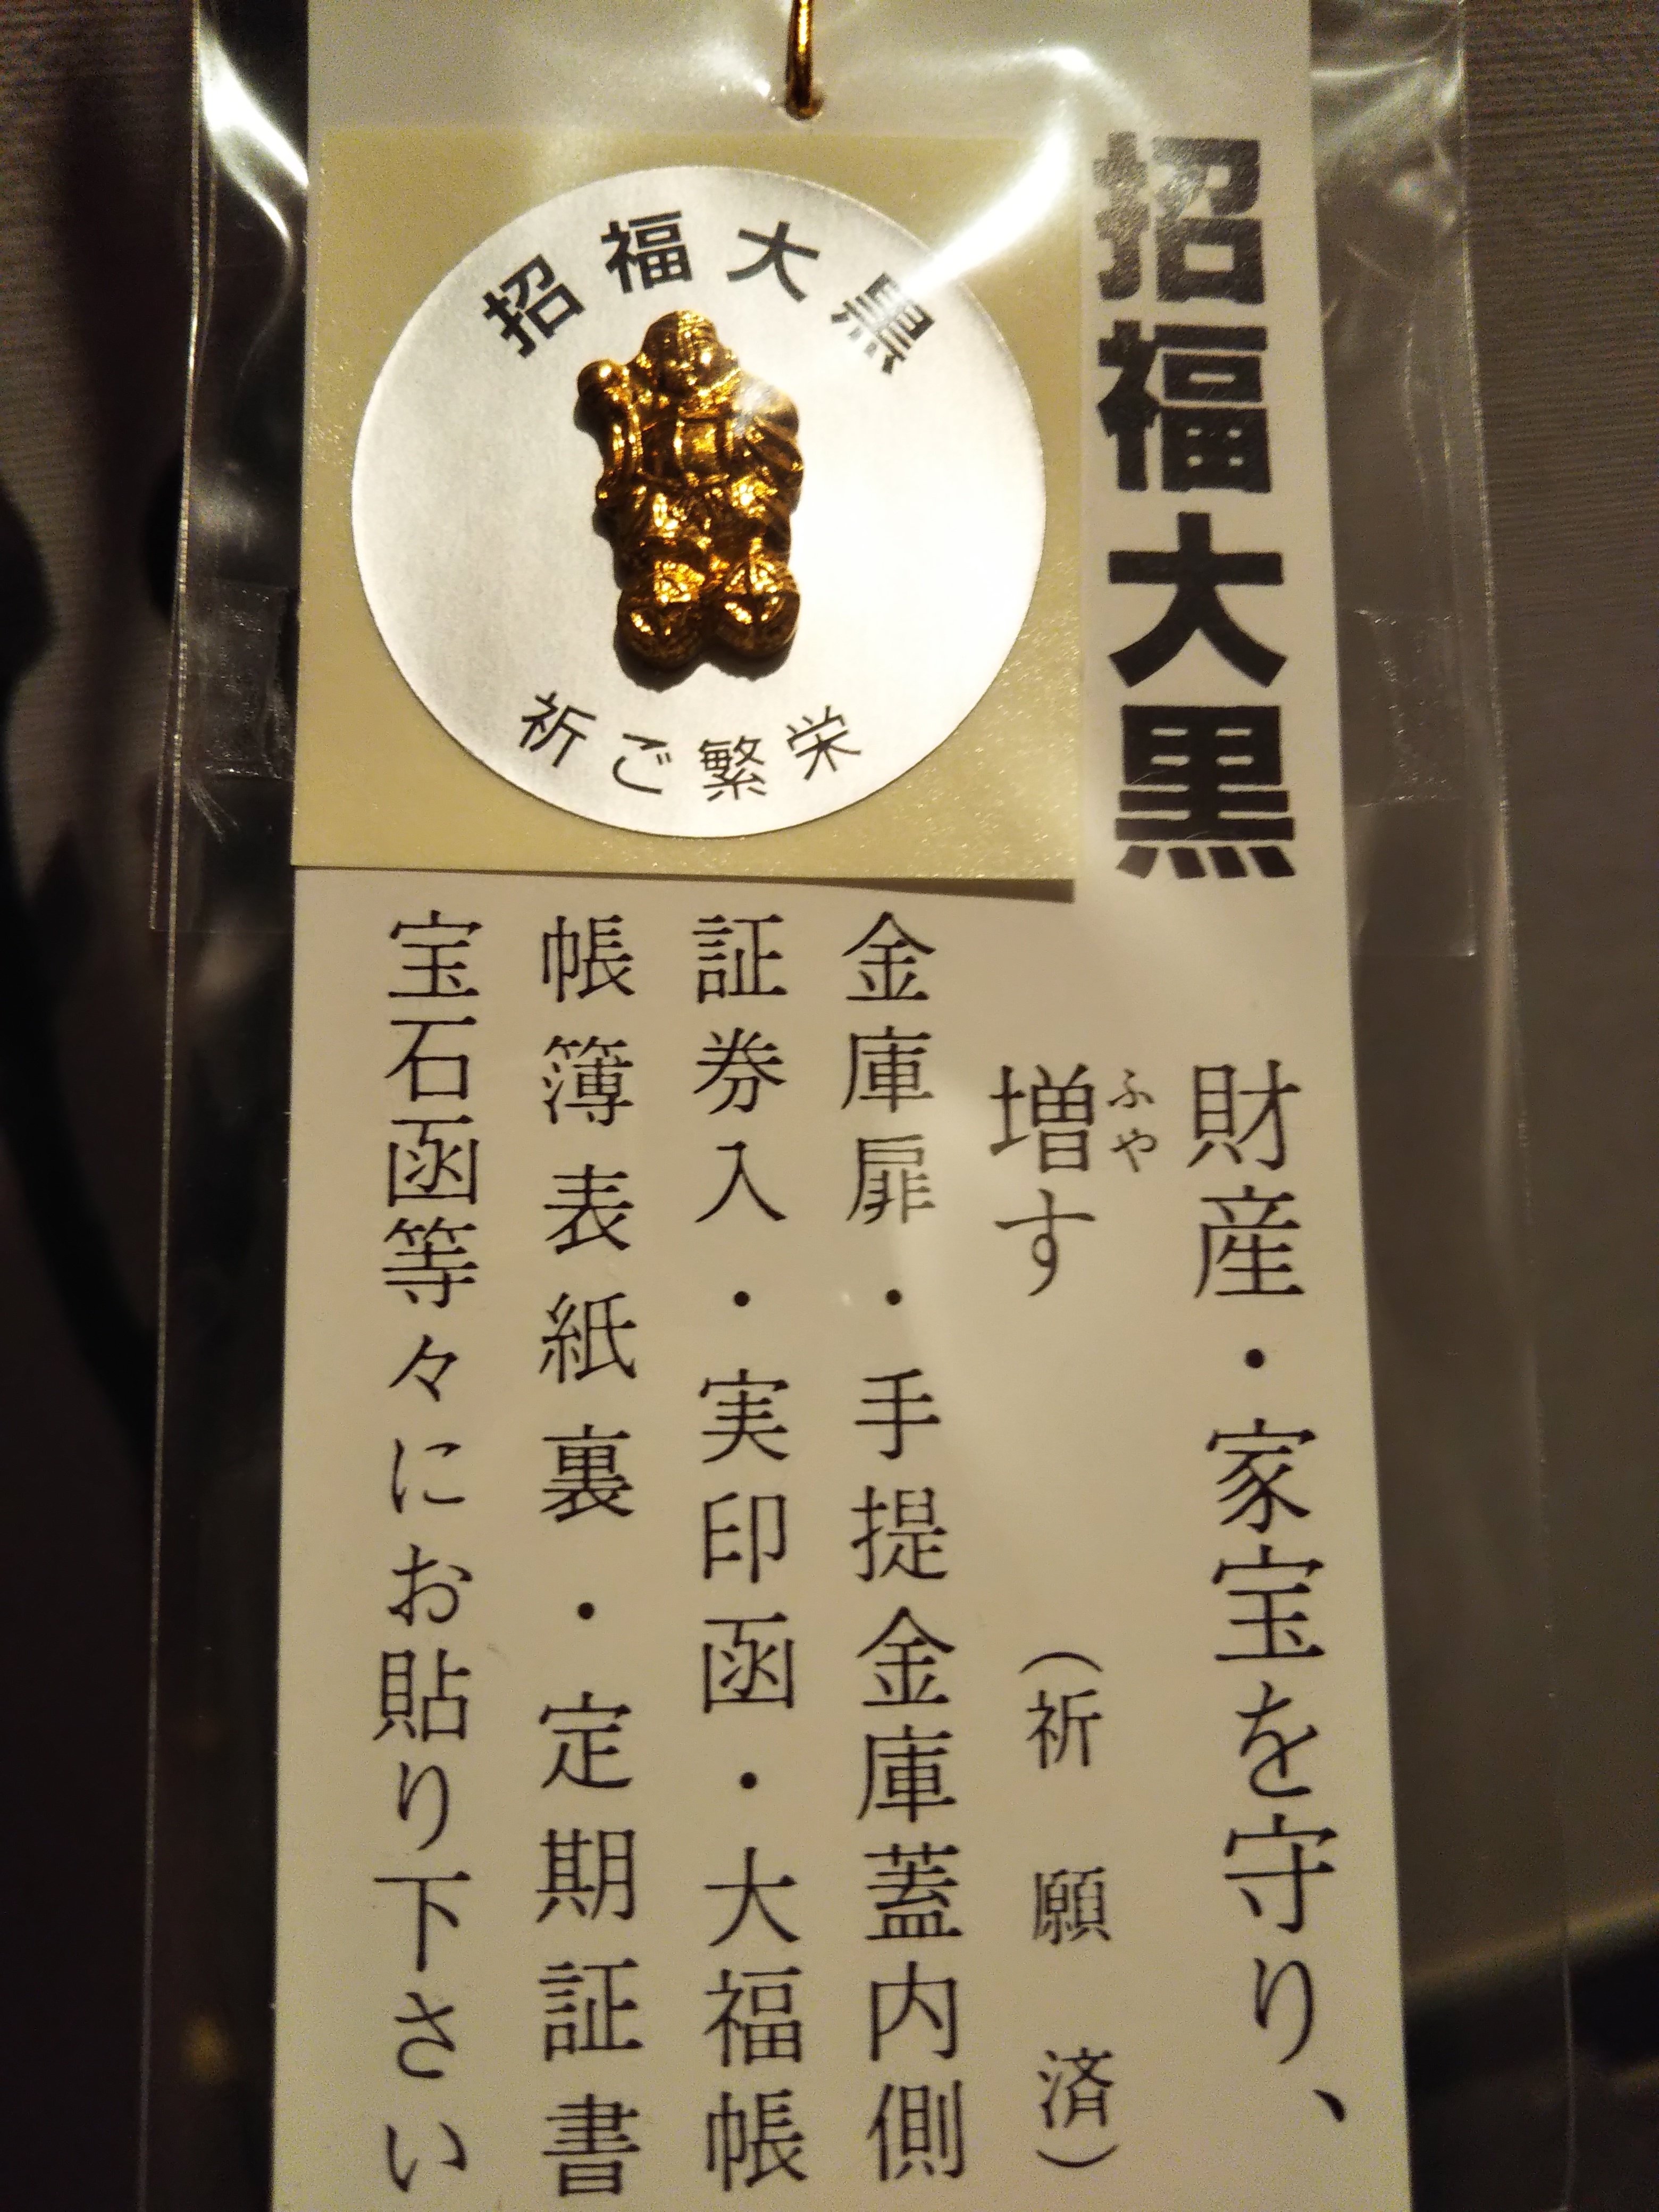 招福大黒
招福大黒
祈ご繁栄
財産・家宝を守り、
増す
ふや
(祈願済)
金庫扉・手提金庫蓋内側
証券入・実印函・大福帳
帳簿表紙裏・定期証書
宝石函等々にお貼り下さい